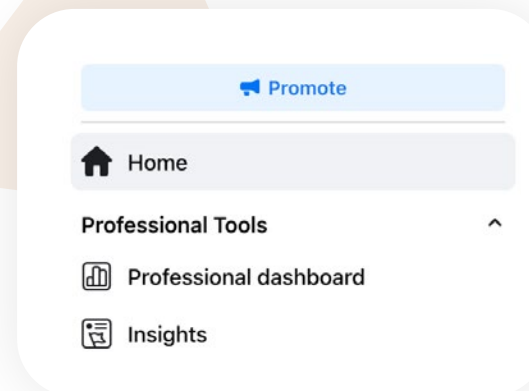 Promote
Home
Professional Tools
Professional dashboard
Insights